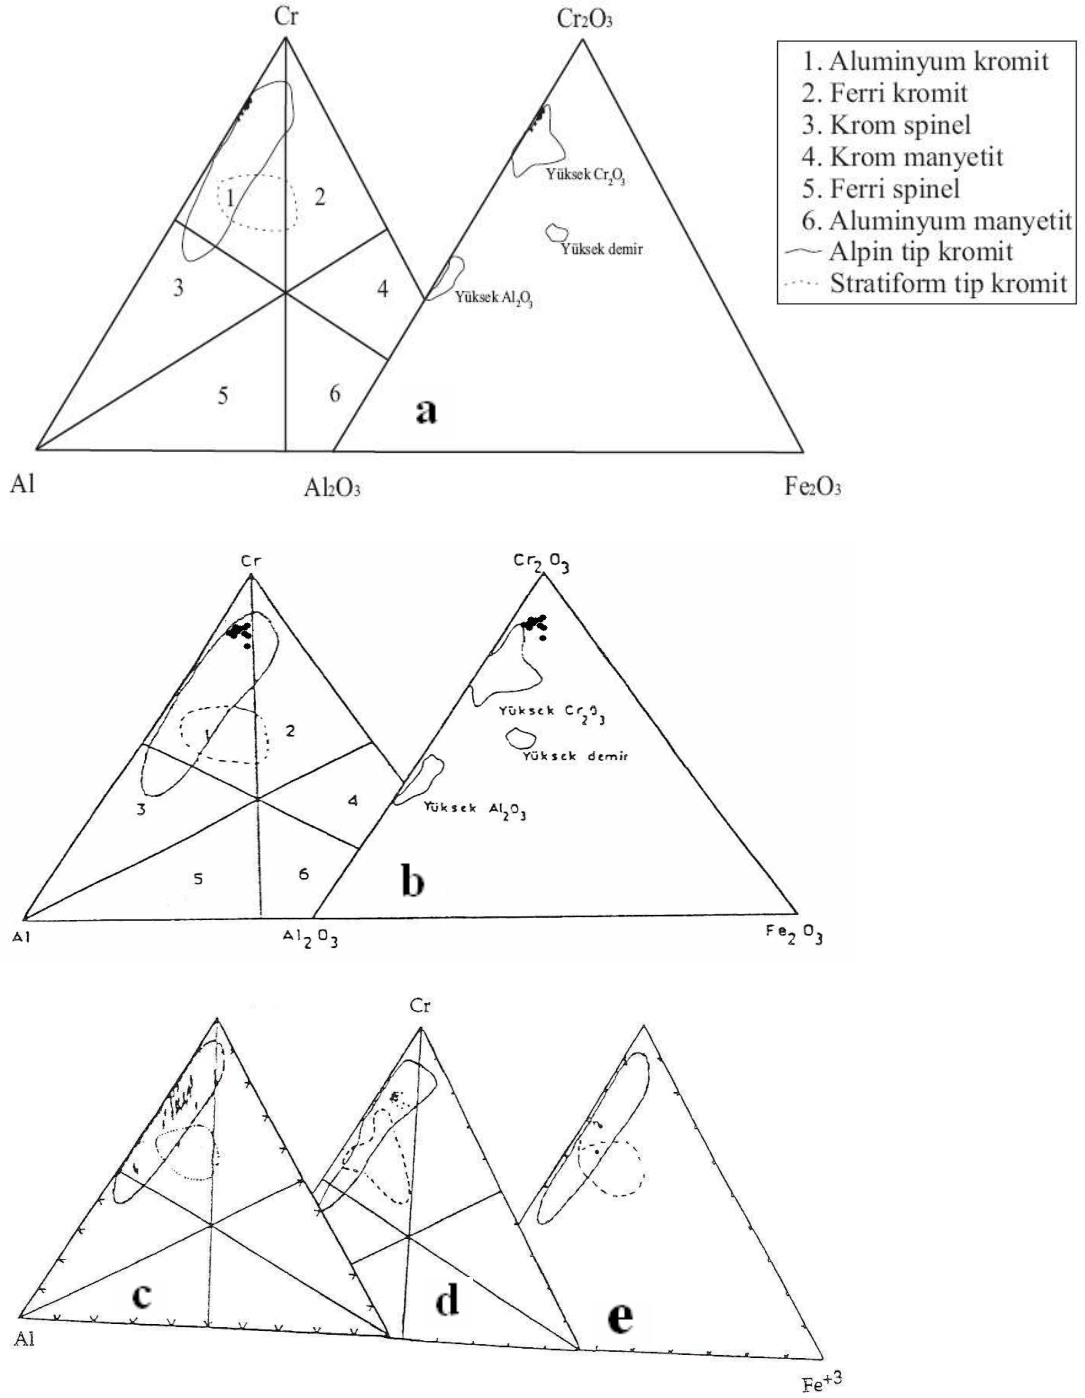 Cr
Cr₂O₃
1. Aluminyum kromit
2. Ferri kromit
3. Krom spinel
4. Krom manyetit
5. Ferri spinel
6. Aluminyum manyetit
Alpin tip kromit
Stratiform tip kromit
1
2
3
4
5
6
Yüksek Cr₂O₃
Yüksek demir
Yüksek Al₂O₃
a
Al
Al₂O₃
Fe₂O₃
Cr
Cr₂O₃
1
2
3
4
5
6
Yüksek Cr₂O₃
Yüksek demir
Yüksek Al₂O₃
b
Al
Al₂O₃
Fe₂O₃
Cr
c
d
e
Al
Fe⁺³